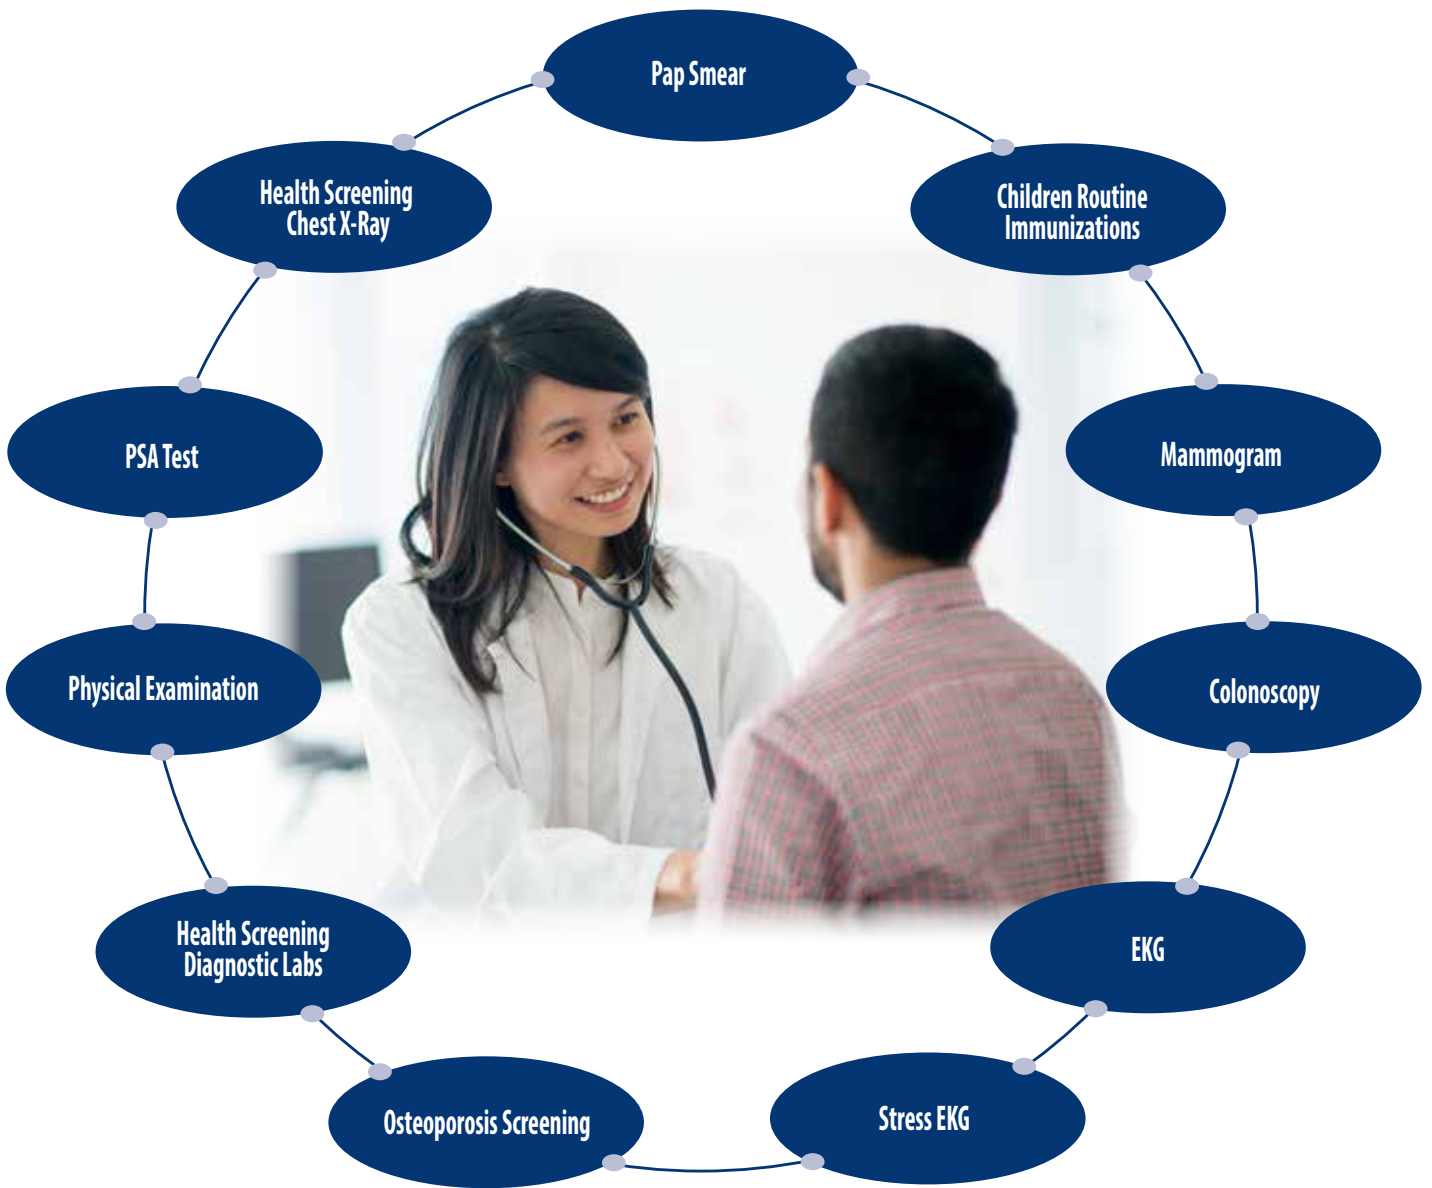 Pap Smear
Health Screening
Chest X-Ray
Children Routine
Immunizations
PSA Test
Mammogram
Physical Examination
Colonoscopy
Health Screening
Diagnostic Labs
EKG
Osteoporosis Screening
Stress EKG